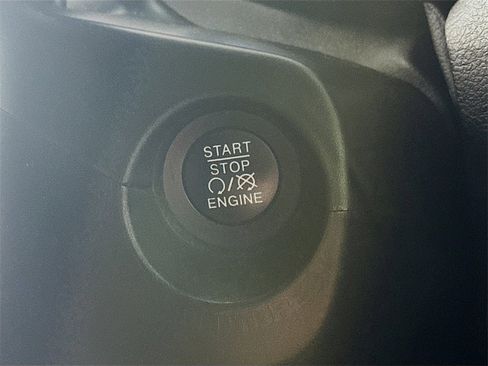 START
STOP
/
ENGINE